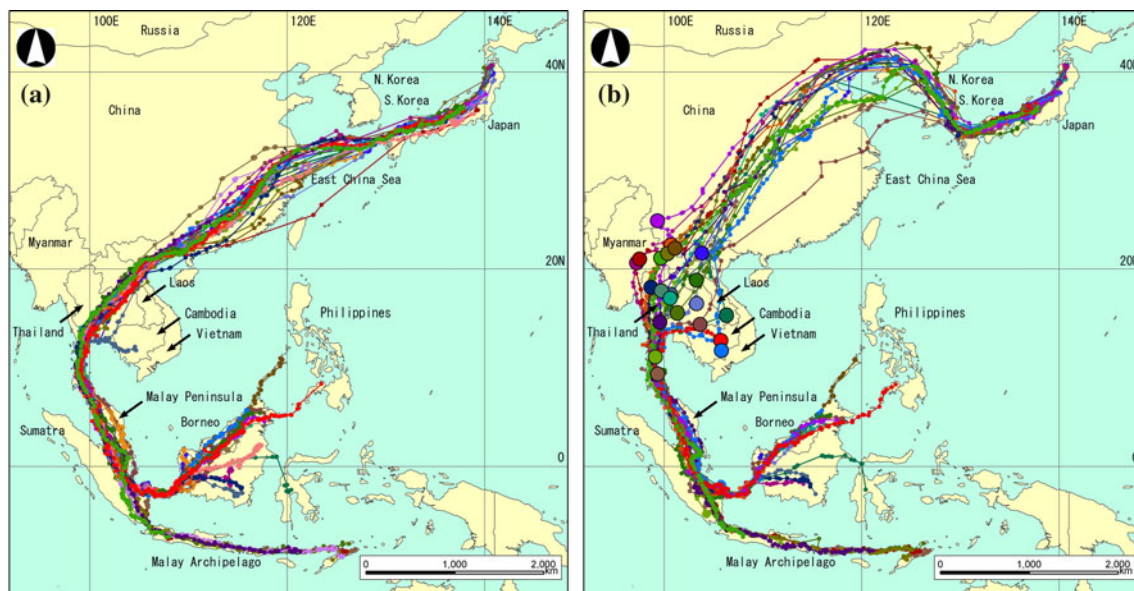 100E
120E
140E
Russia
(a)
40N
N. Korea
S. Korea
China
Japan
East China Sea
Myanmar
20N
Laos
Philippines
Thailand
Cambodia
Vietnam
Malay Peninsula
Sumatra
Borneo
0
Malay Archipelago
0 1,000 2,000
km
100E
120E
140E
Russia
(b)
40N
N. Korea
S. Korea
China
Japan
East China Sea
Myanmar
20N
Laos
Philippines
Thailand
Cambodia
Vietnam
Malay Peninsula
Sumatra
Borneo
0
Malay Archipelago
0 1,000 2,000
km